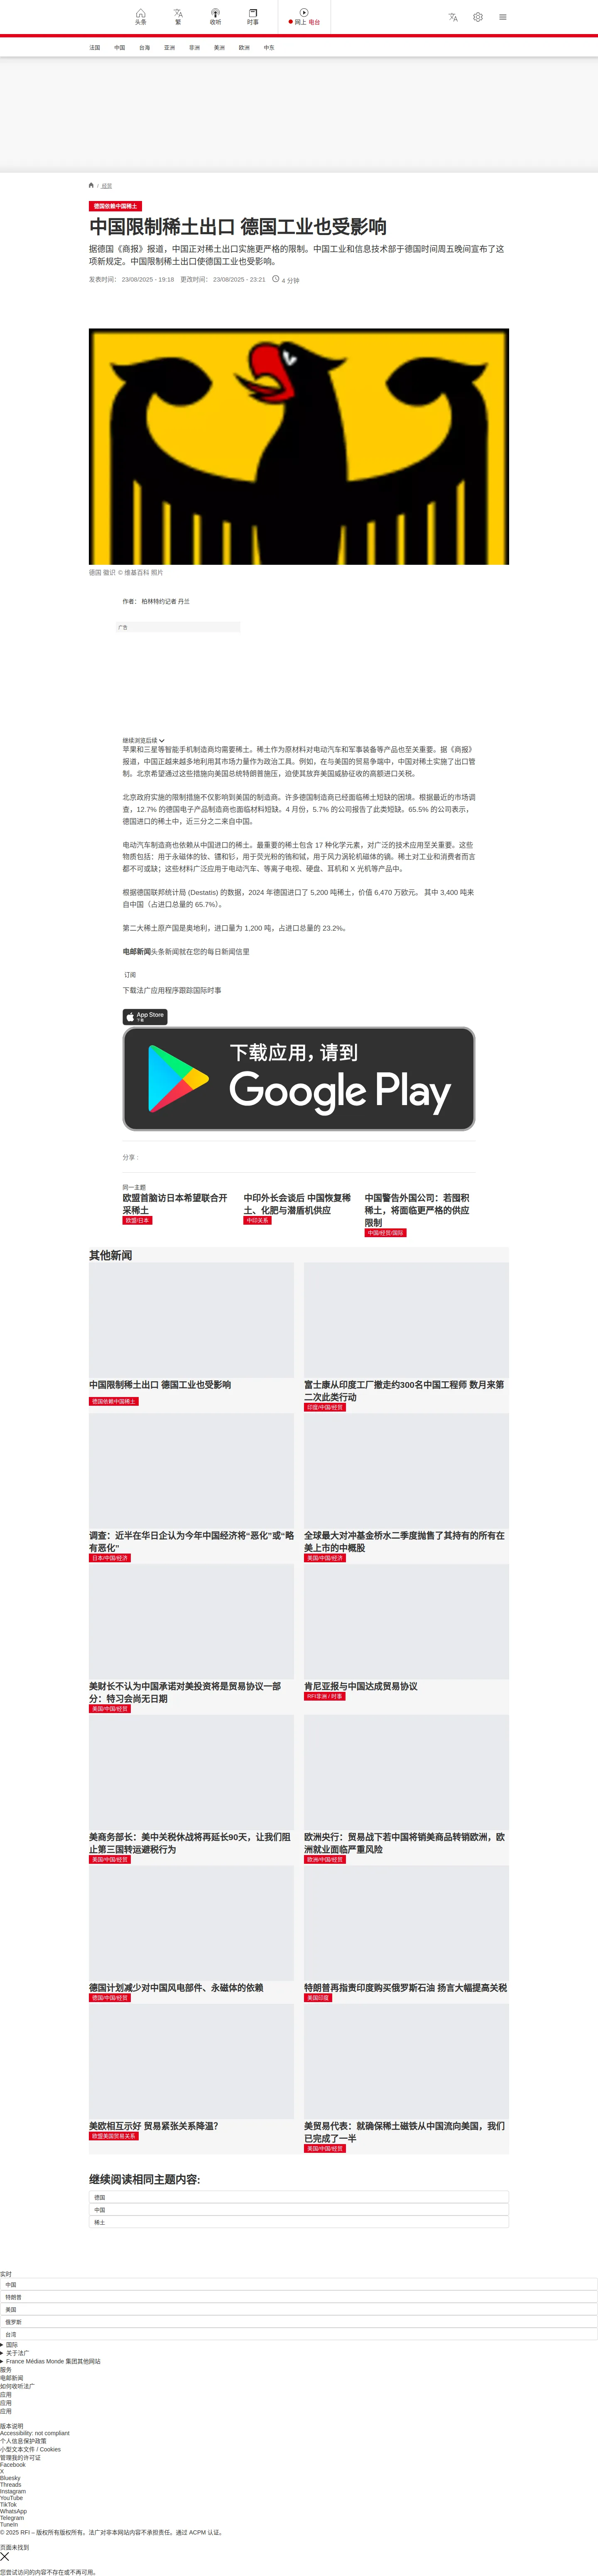 头条
繁
收听
时事
网上 电台
法国 中国 台海 亚洲 非洲 美洲 欧洲 中东
/ 经贸
德国依赖中国稀土
中国限制稀土出口 德国工业也受影响
据德国《商报》报道，中国正对稀土出口实施更严格的限制。中国工业和信息技术部于德国时间周五晚间宣布了这
项新规定。中国限制稀土出口使德国工业也受影响。
发表时间： 23/08/2025 - 19:18 更改时间： 23/08/2025 - 23:21 4 分钟
德国 徽识 © 维基百科 照片
作者： 柏林特约记者 丹兰
广告
继续浏览后续
苹果和三星等智能手机制造商均需要稀土。稀土作为原材料对电动汽车和军事装备等产品也至关重要。据《商报》
报道，中国正越来越多地利用其市场力量作为政治工具。例如，在与美国的贸易争端中，中国对稀土实施了出口管
制。北京希望通过这些措施向美国总统特朗普施压，迫使其放弃美国威胁征收的高额进口关税。
北京政府实施的限制措施不仅影响到美国的制造商。许多德国制造商已经面临稀土短缺的困境。根据最近的市场调
查，12.7% 的德国电子产品制造商也面临材料短缺。4 月份，5.7% 的公司报告了此类短缺。65.5% 的公司表示，
德国进口的稀土中，近三分之二来自中国。
电动汽车制造商也依赖从中国进口的稀土。最重要的稀土包含 17 种化学元素，对广泛的技术应用至关重要。这些
物质包括：用于永磁体的钕、镨和钐，用于荧光粉的铕和铽，用于风力涡轮机磁体的镝。稀土对工业和消费者而言
都不可或缺；这些材料广泛应用于电动汽车、等离子电视、硬盘、耳机和 X 光机等产品中。
根据德国联邦统计局 (Destatis) 的数据，2024 年德国进口了 5,200 吨稀土，价值 6,470 万欧元。 其中 3,400 吨来
自中国（占进口总量的 65.7%）。
第二大稀土原产国是奥地利，进口量为 1,200 吨，占进口总量的 23.2%。
电邮新闻头条新闻就在您的每日新闻信里
订阅
下载法广应用程序跟踪国际时事
App Store
下载
下载应用，请到
Google Play
分享 :
同一主题
欧盟首脑访日本希望联合开
采稀土
欧盟/日本
中印外长会谈后 中国恢复稀
土、化肥与潜盾机供应
中印关系
中国警告外国公司：若囤积
稀土，将面临更严格的供应
限制
中国/经贸/国际
其他新闻
中国限制稀土出口 德国工业也受影响
德国依赖中国稀土
富士康从印度工厂撤走约300名中国工程师 数月来第
二次此类行动
印度/中国/经贸
调查：近半在华日企认为今年中国经济将“恶化”或“略
有恶化”
日本/中国/经济
全球最大对冲基金桥水二季度抛售了其持有的所有在
美上市的中概股
美国/中国/经济
美财长不认为中国承诺对美投资将是贸易协议一部
分：特习会尚无日期
美国/中国/经贸
肯尼亚报与中国达成贸易协议
RFI非洲 / 时事
美商务部长：美中关税休战将再延长90天，让我们阻
止第三国转运避税行为
美国/中国/经贸
欧洲央行：贸易战下若中国将销美商品转销欧洲，欧
洲就业面临严重风险
欧洲/中国/经贸
德国计划减少对中国风电部件、永磁体的依赖
德国/中国/经贸
特朗普再指责印度购买俄罗斯石油 扬言大幅提高关税
美国印度
美欧相互示好 贸易紧张关系降温？
欧盟美国贸易关系
美贸易代表：就确保稀土磁铁从中国流向美国，我们
已完成了一半
美国/中国/经贸
继续阅读相同主题内容:
德国
中国
稀土
实时
中国
特朗普
美国
俄罗斯
台湾
国际
关于法广
France Médias Monde 集团其他网站
服务
电邮新闻
如何收听法广
应用
应用
应用
版本说明
Accessibility: not compliant
个人信息保护政策
小型文本文件 / Cookies
管理我的许可证
Facebook
X
Bluesky
Threads
Instagram
YouTube
TikTok
WhatsApp
Telegram
TuneIn
© 2025 RFI – 版权所有版权所有。法广对非本网站内容不承担责任。通过 ACPM 认证。
页面未找到
您尝试访问的内容不存在或不再可用。